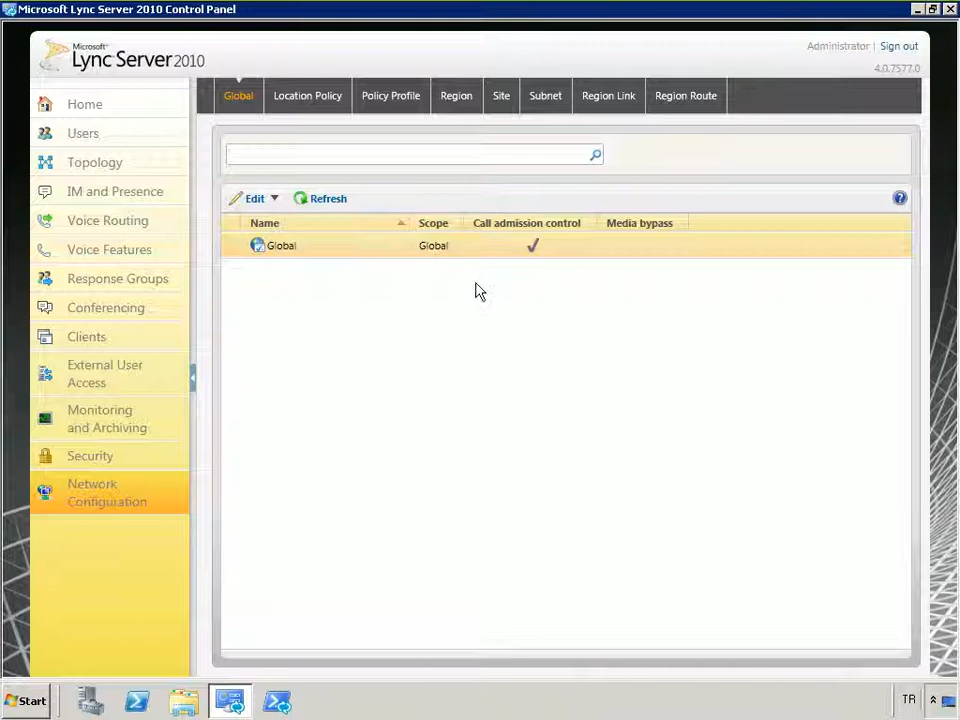 Microsoft Lync Server 2010 Control Panel
Microsoft®
Lync Server 2010
Administrator | Sign out
4.0.7577.0
Home
Users
Topology
IM and Presence
Voice Routing
Voice Features
Response Groups
Conferencing
Clients
External User
Access
Monitoring
and Archiving
Security
Network
Configuration
Global Location Policy Policy Profile Region Site Subnet Region Link Region Route
Edit Refresh
Name Scope Call admission control Media bypass
Global Global
Start TR